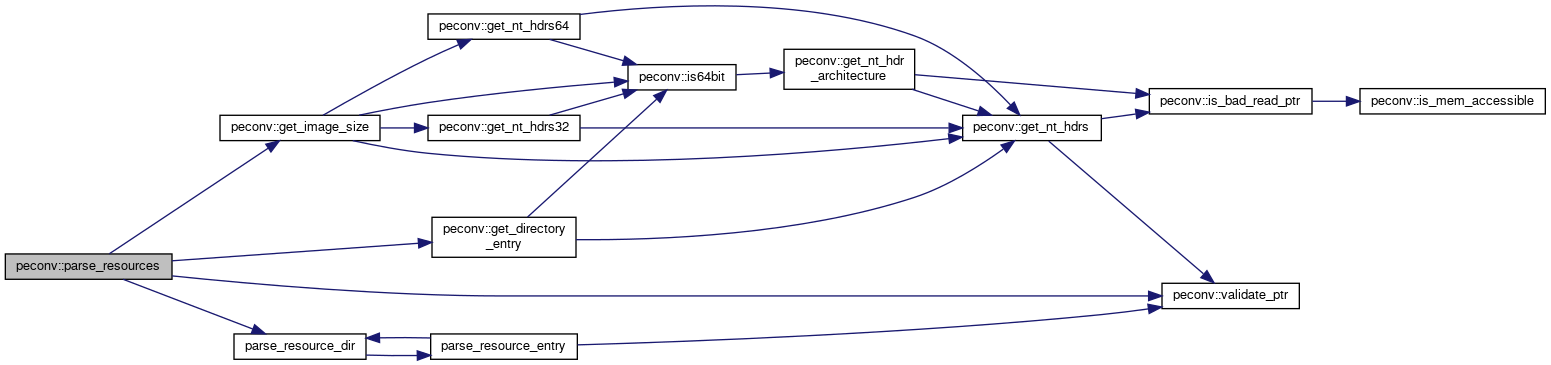 peconv::get_nt_hdrs64
peconv::get_nt_hdr
_architecture
peconv::is64bit
peconv::is_bad_read_ptr
peconv::is_mem_accessible
peconv::get_image_size
peconv::get_nt_hdrs32
peconv::get_nt_hdrs
peconv::get_directory
_entry
peconv::parse_resources
peconv::validate_ptr
parse_resource_dir
parse_resource_entry